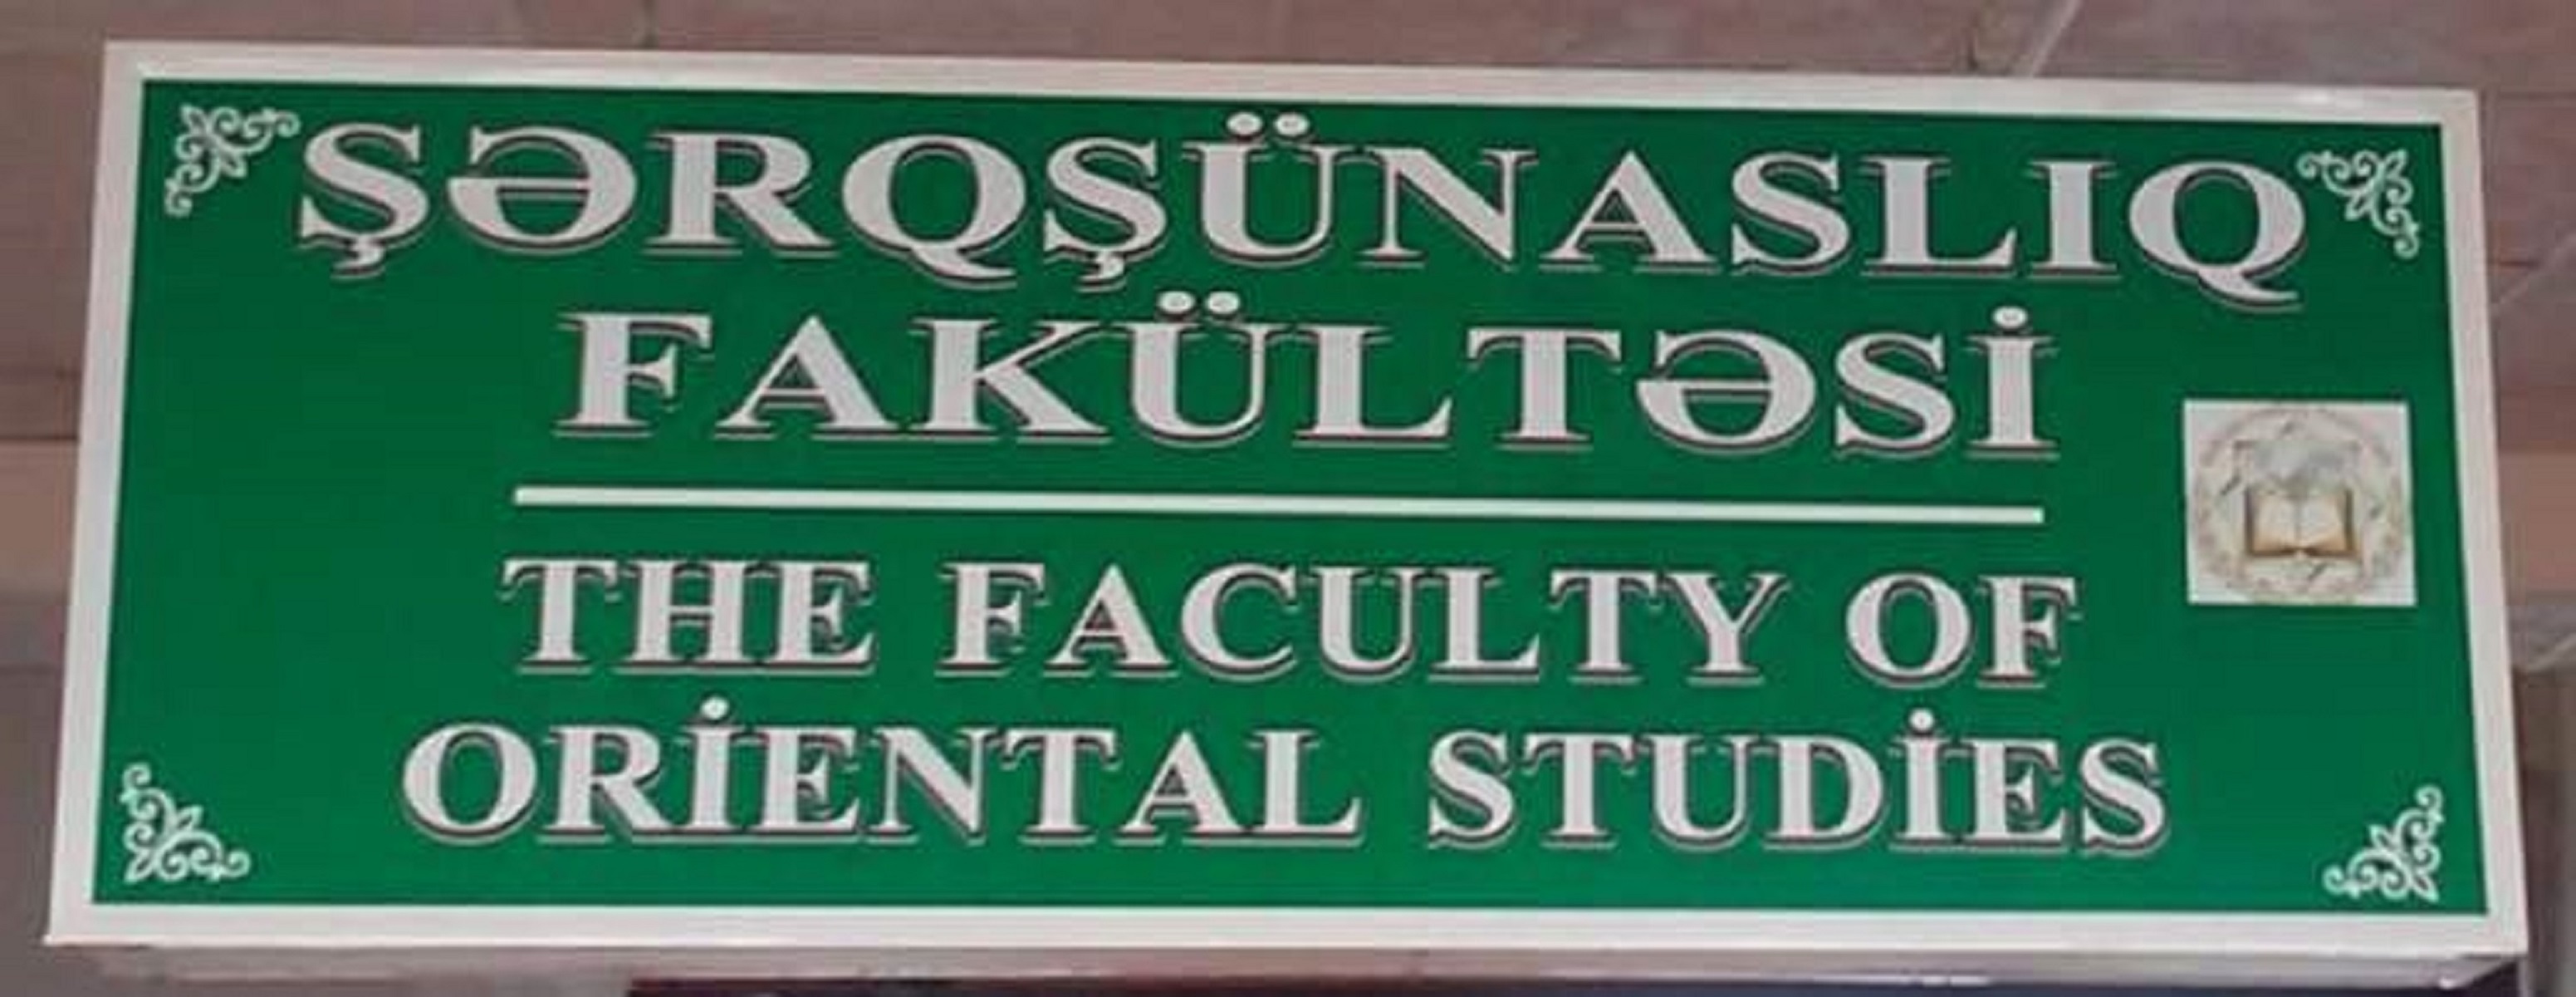 ŞƏRQŞÜNASLIQ
FAKÜLTƏSİ
THE FACULTY OF
ORİENTAL STUDİES